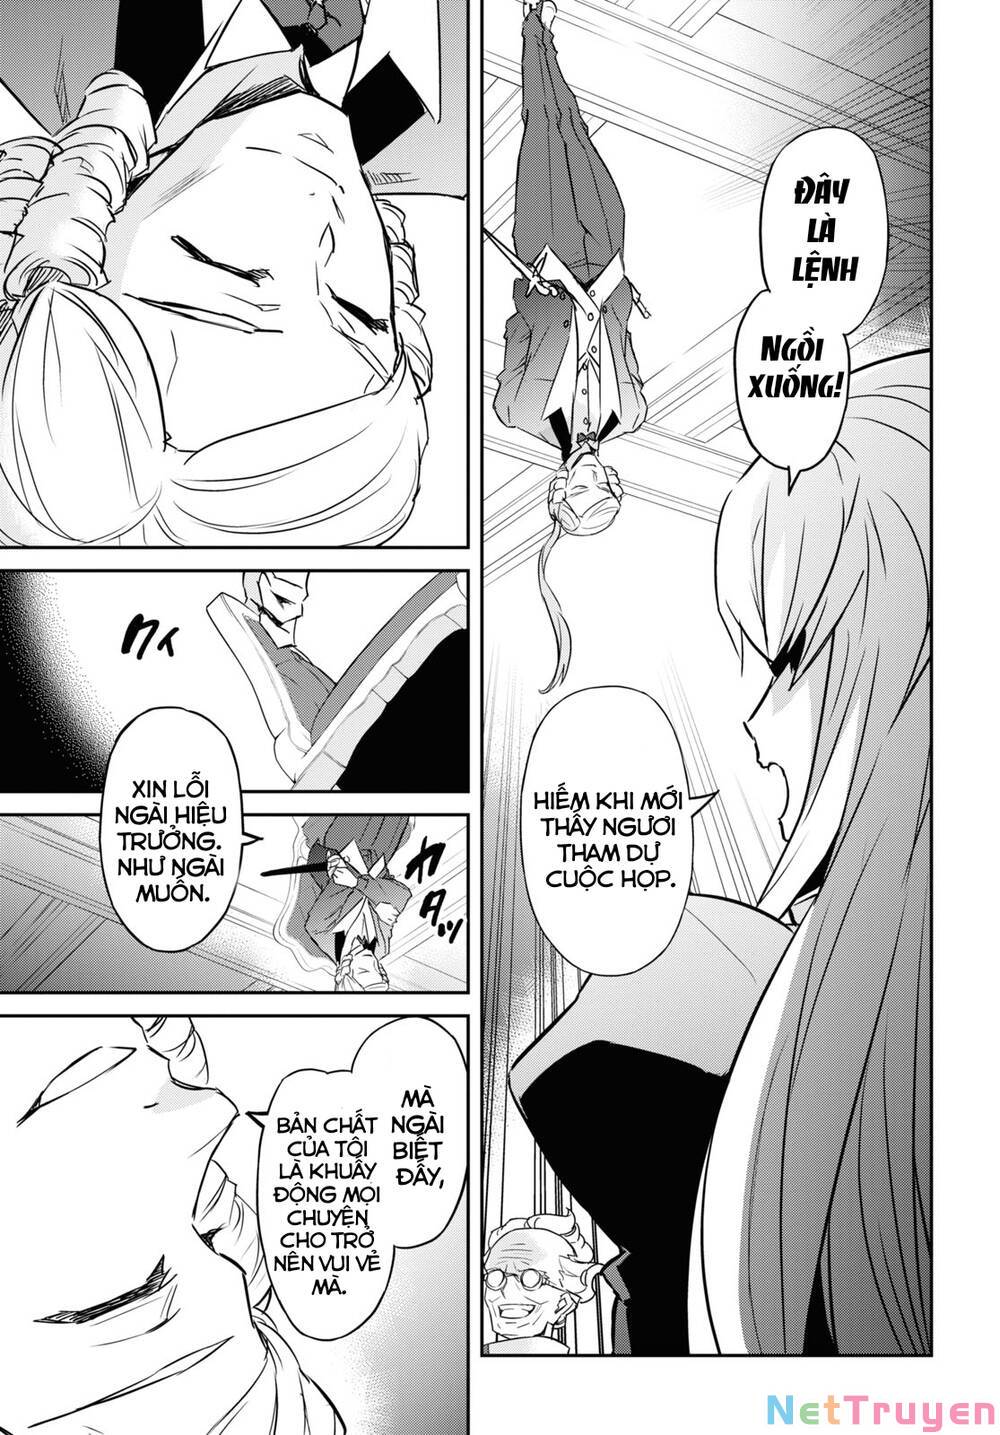 ĐÂY
LÀ
LỆNH
NGỒI
XUỐNG!
HIẾM KHI MỚI
THẤY NGƯƠI
THAM DỰ
CUỘC HỌP.
クイ
XIN LỖI
NGÀI HIỆU
TRƯỞNG.
NHƯ NGÀI
MUỐN.
カタッ
MÀ
NGÀI
BIẾT
ĐẤY,
BẢN CHẤT
CỦA TÔI
LÀ KHUẤY
ĐỘNG MỌI
CHUYỆN
CHO TRỞ
NÊN VUI VẺ
MÀ.
NetTruyen